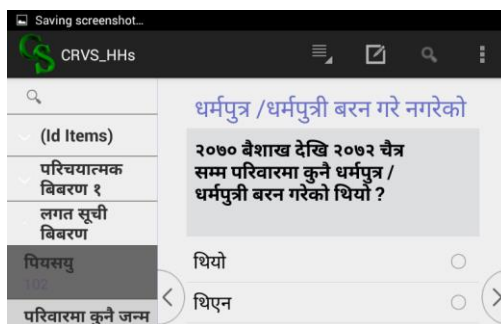 Saving screenshot...
CRVS_HHs
(Id Items)
परिचयात्मक
बिबरण १
लगत सूची
बिबरण
पियसयु
102
परिवारमा कुनै जन्म
धर्मपुत्र /धर्मपुत्री बरन गरे नगरेको
२०७० बैशाख देखि २०७२ चैत्र
सम्म परिवारमा कुनै धर्मपुत्र /
धर्मपुत्री बरन गरेको थियो ?
थियो
थिएन